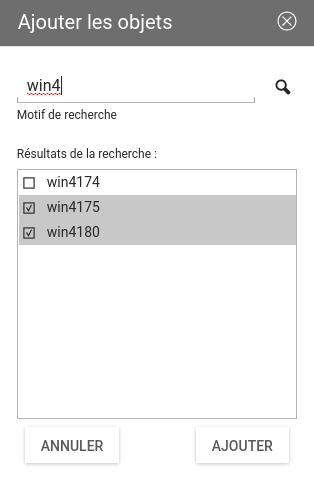 Ajouter les objets
win4
Motif de recherche
Résultats de la recherche :
win4174
win4175
win4180
ANNULER AJOUTER